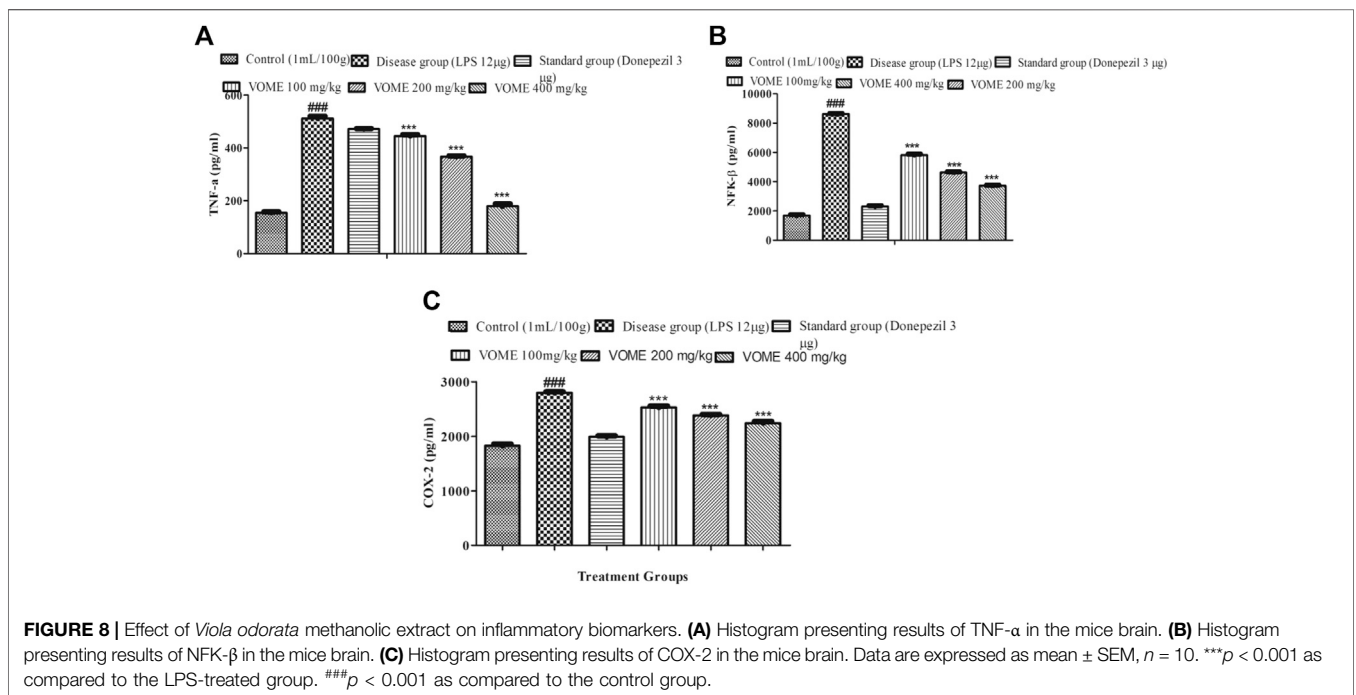 A
Control (1mL/100g) Disease group (LPS 12µg) Standard group (Donepezil 3 µg)
VOME 100 mg/kg VOME 200 mg/kg VOME 400 mg/kg
TNF-a (pg/ml)
600
400
200
0
###
***
***
***
B
Control (1mL/100g) Disease group (LPS 12µg) Standard group (Donepezil 3 µg)
VOME 100 mg/kg VOME 400 mg/kg VOME 200 mg/kg
NFK-β (pg/ml)
10000
8000
6000
4000
2000
0
###
***
***
***
C
Control (1mL/100g) Disease group (LPS 12µg) Standard group (Donepezil 3 µg)
VOME 100mg/kg VOME 200 mg/kg VOME 400 mg/kg
COX-2 (pg/ml)
3000
2000
1000
0
###
***
***
***
Treatment Groups
FIGURE 8 | Effect of Viola odorata methanolic extract on inflammatory biomarkers. (A) Histogram presenting results of TNF-α in the mice brain. (B) Histogram
presenting results of NFK-β in the mice brain. (C) Histogram presenting results of COX-2 in the mice brain. Data are expressed as mean ± SEM, n = 10. ***p < 0.001 as
compared to the LPS-treated group. ###p < 0.001 as compared to the control group.